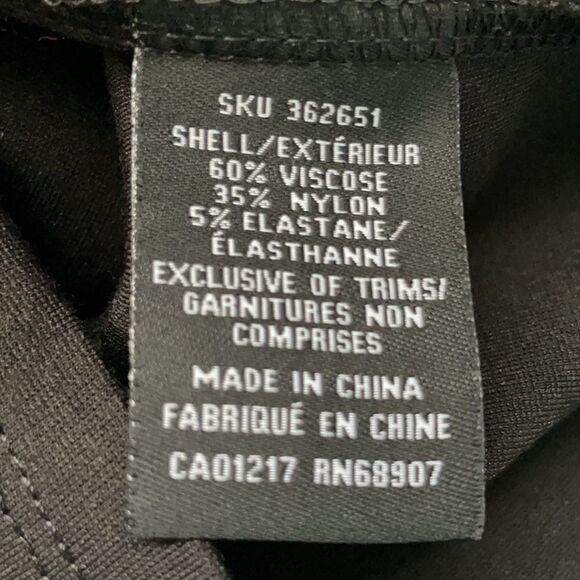 SKU 362651
SHELL/EXTÉRIEUR
60% VISCOSE
35% NYLON
5% ELASTANE/
ÉLASTHANNE
EXCLUSIVE OF TRIMS/
GARNITURES NON
COMPRISES
MADE IN CHINA
FABRIQUÉ EN CHINE
CA01217 RN68907